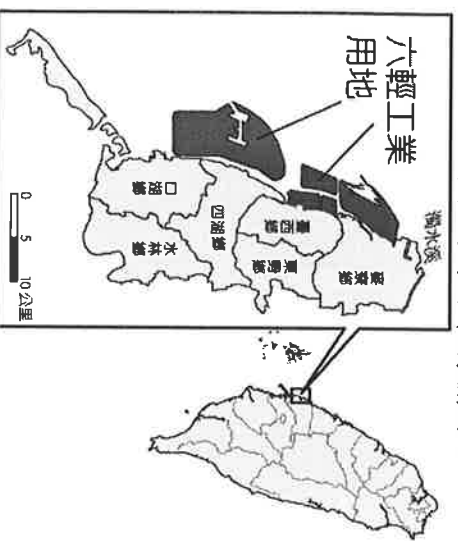 六輕工業
用地
濁水溪
麥寮鄉
臺西鄉
東勢鄉
四湖鄉
口湖鄉
水林鄉
0 5 10公里